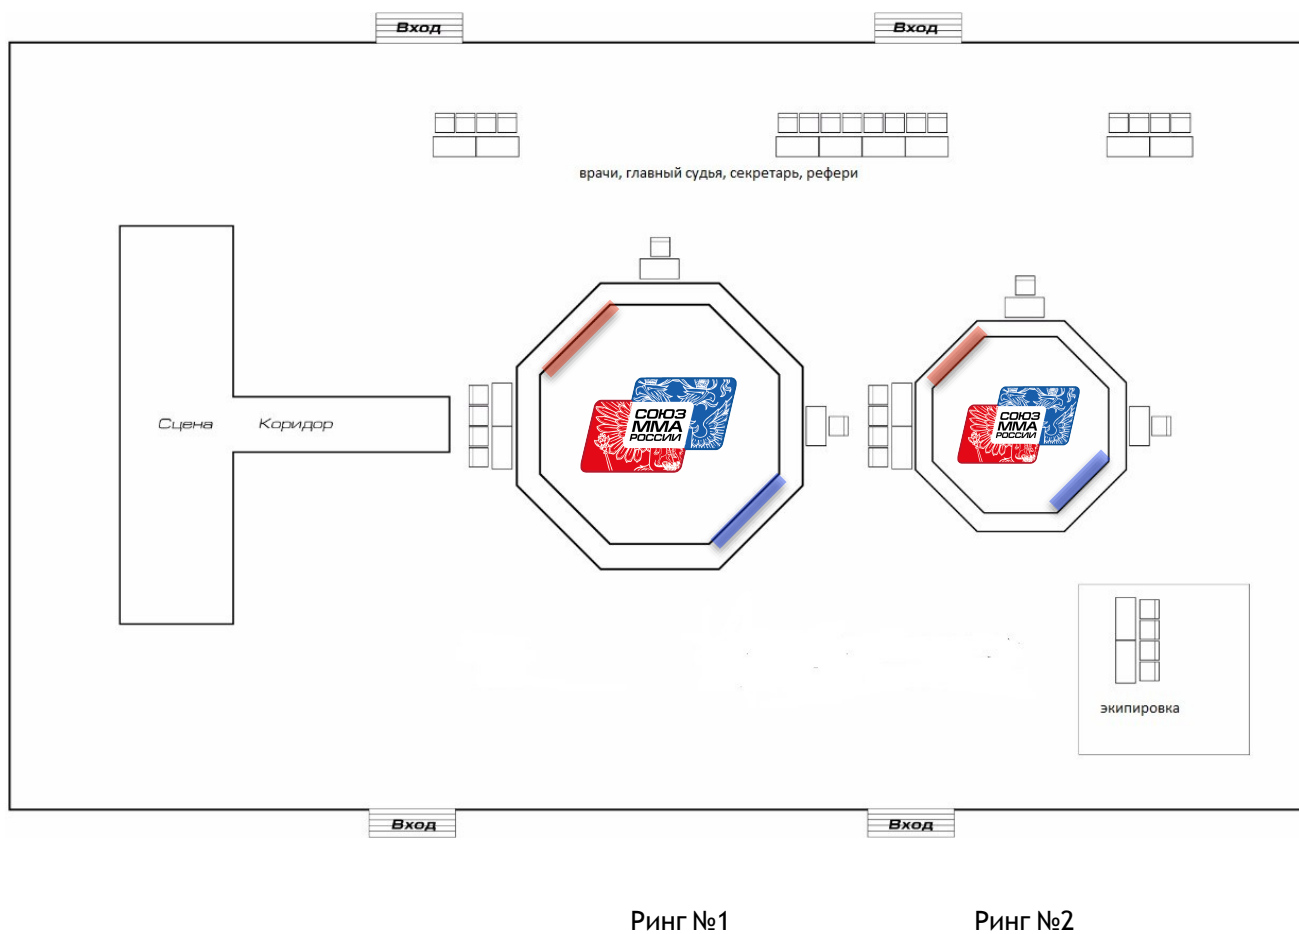 Вход
Вход
врачи, главный судья, секретарь, рефери
Сцена
Коридор
СОЮЗ
ММА
РОССИИ
СОЮЗ
ММА
РОССИИ
экипировка
Вход
Вход
Ринг №1
Ринг №2